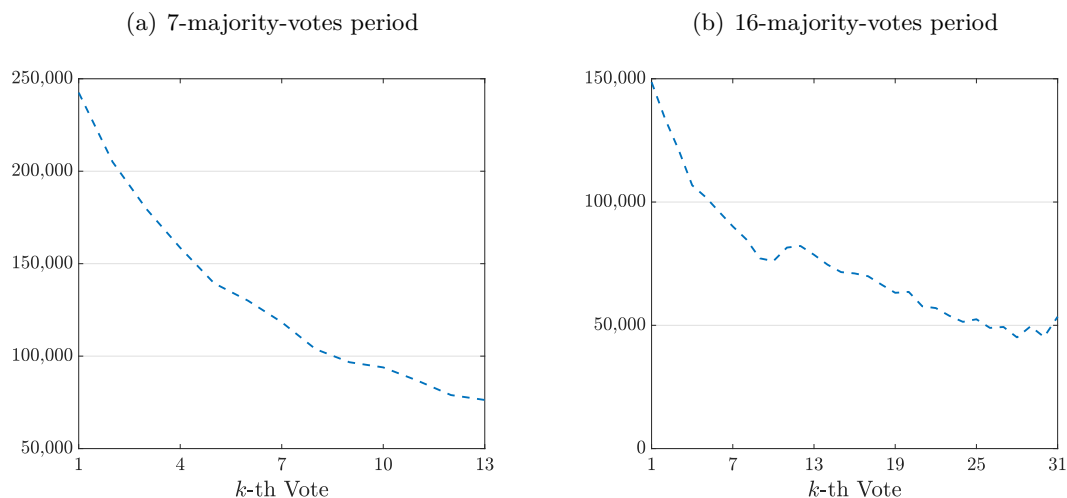 (a) 7-majority-votes period
250,000
200,000
150,000
100,000
50,000
1 4 7 10 13
k-th Vote
(b) 16-majority-votes period
150,000
100,000
50,000
0
1 7 13 19 25 31
k-th Vote